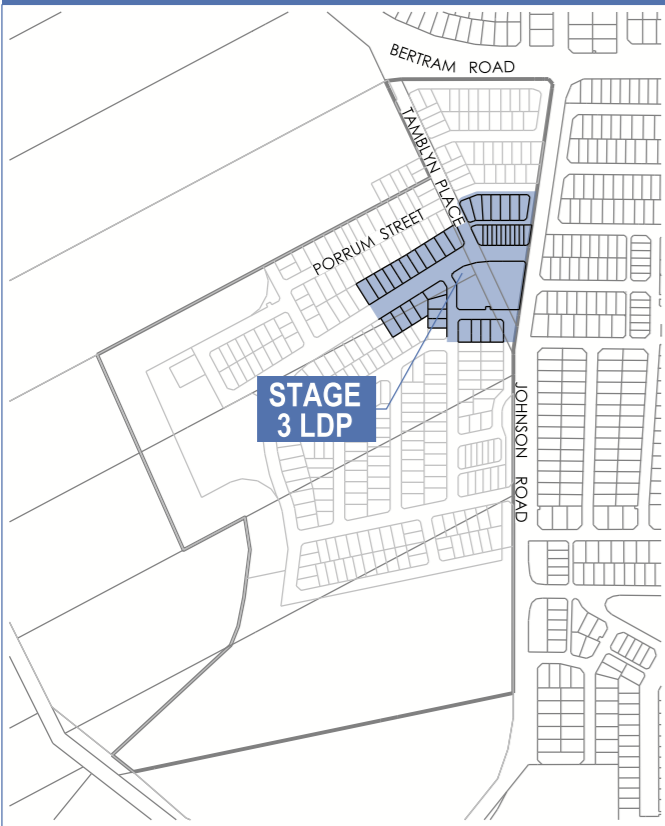 BERTRAM ROAD
TAMBLYN PLACE
PORRUM STREET
STAGE
3 LDP
JOHNSON ROAD